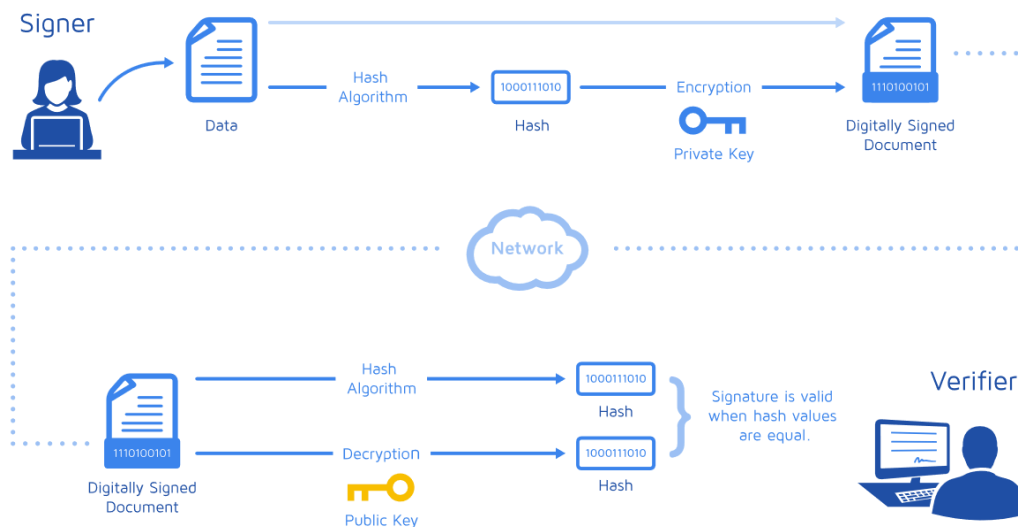 Signer
Data
Hash
Algorithm
1000111010
Hash
Encryption
Private Key
1110100101
Digitally Signed
Document
Network
1110100101
Digitally Signed
Document
Hash
Algorithm
1000111010
Hash
Decryption
Public Key
1000111010
Hash
Signature is valid
when hash values
are equal.
Verifier